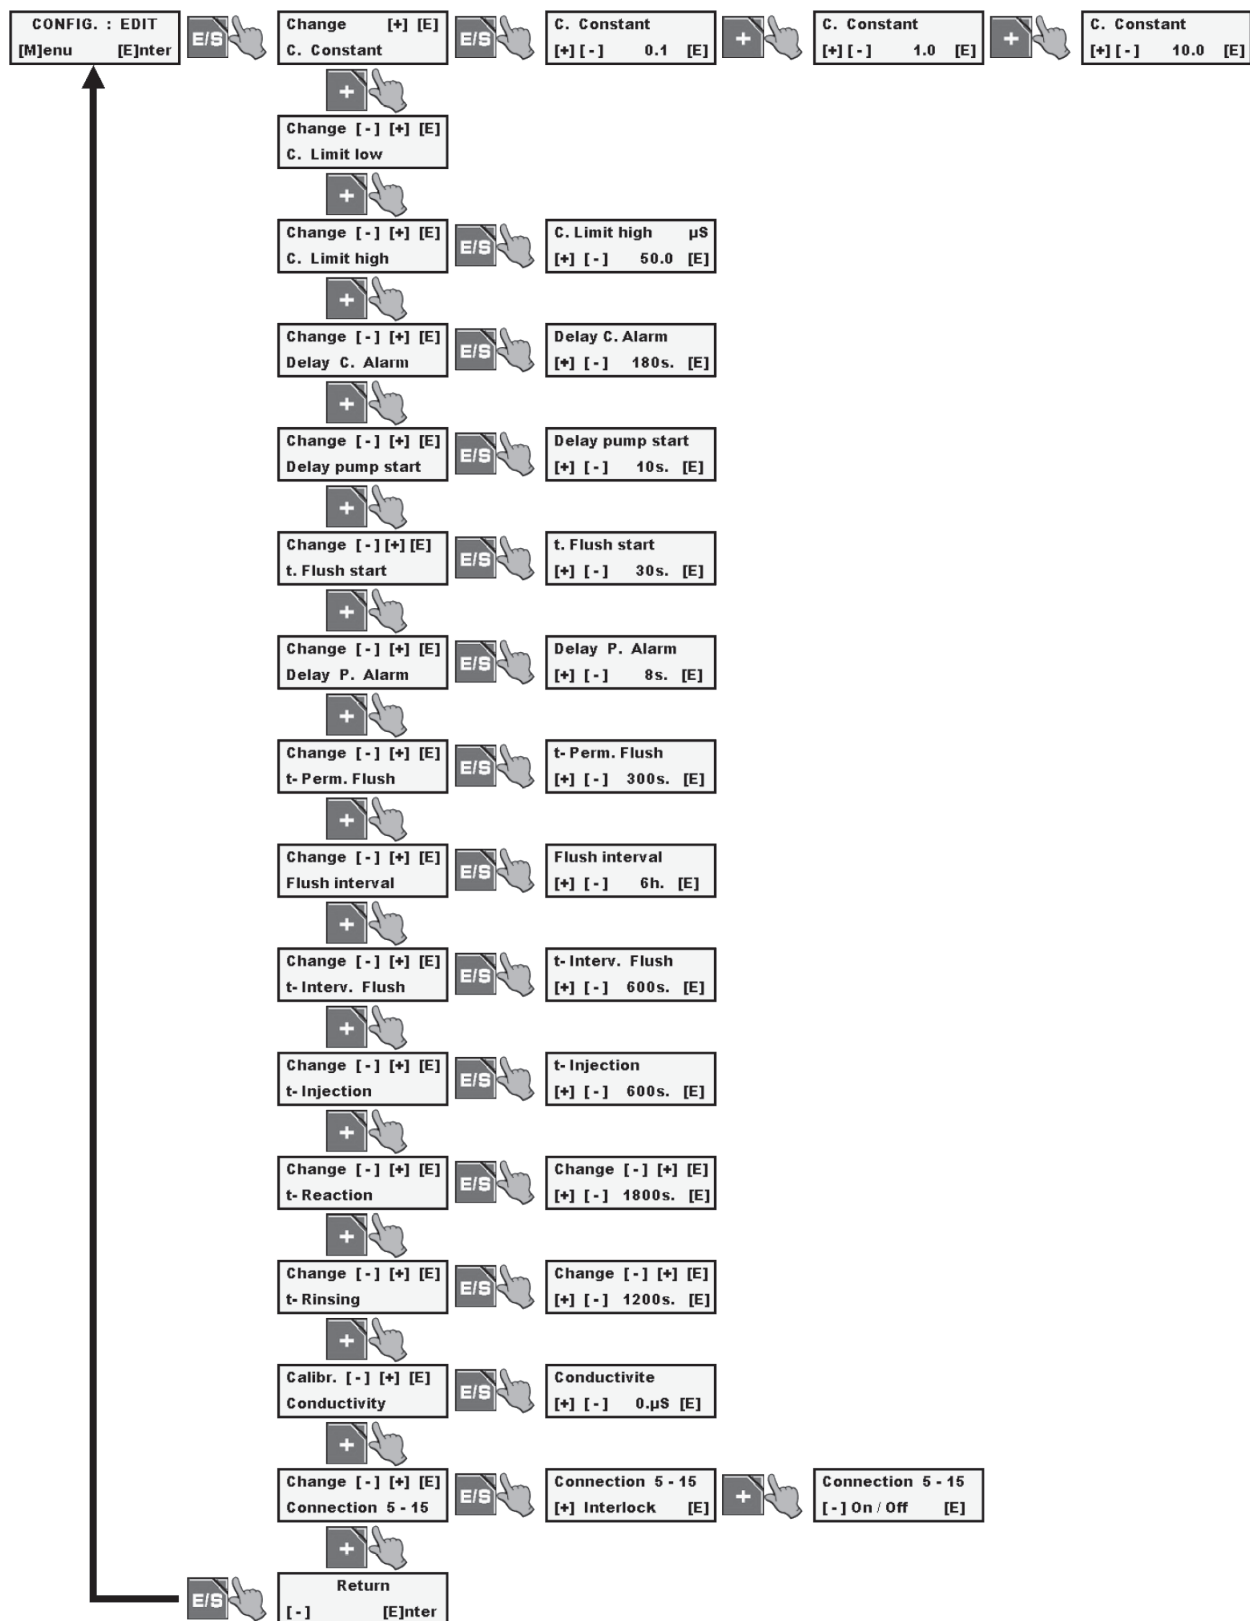 CONFIG. : EDIT
[M]enu [E]nter
E/S
Change [+] [E]
C. Constant
E/S
C. Constant
[+] [-] 0.1 [E]
+
C. Constant
[+] [-] 1.0 [E]
+
C. Constant
[+] [-] 10.0 [E]
+
Change [-] [+] [E]
C. Limit low
+
Change [-] [+] [E]
C. Limit high
E/S
C. Limit high µS
[+] [-] 50.0 [E]
+
Change [-] [+] [E]
Delay C. Alarm
E/S
Delay C. Alarm
[+] [-] 180s. [E]
+
Change [-] [+] [E]
Delay pump start
E/S
Delay pump start
[+] [-] 10s. [E]
+
Change [-] [+] [E]
t. Flush start
E/S
t. Flush start
[+] [-] 30s. [E]
+
Change [-] [+] [E]
Delay P. Alarm
E/S
Delay P. Alarm
[+] [-] 8s. [E]
+
Change [-] [+] [E]
t- Perm. Flush
E/S
t- Perm. Flush
[+] [-] 300s. [E]
+
Change [-] [+] [E]
Flush interval
E/S
Flush interval
[+] [-] 6h. [E]
+
Change [-] [+] [E]
t- Interv. Flush
E/S
t- Interv. Flush
[+] [-] 600s. [E]
+
Change [-] [+] [E]
t- Injection
E/S
t- Injection
[+] [-] 600s. [E]
+
Change [-] [+] [E]
t- Reaction
E/S
Change [-] [+] [E]
[+] [-] 1800s. [E]
+
Change [-] [+] [E]
t- Rinsing
E/S
Change [-] [+] [E]
[+] [-] 1200s. [E]
+
Calibr. [-] [+] [E]
Conductivity
E/S
Conductivite
[+] [-] 0.µS [E]
+
Change [-] [+] [E]
Connection 5 - 15
E/S
Connection 5 - 15
[+] Interlock [E]
+
Connection 5 - 15
[-] On / Off [E]
+
E/S
Return
[-] [E]nter